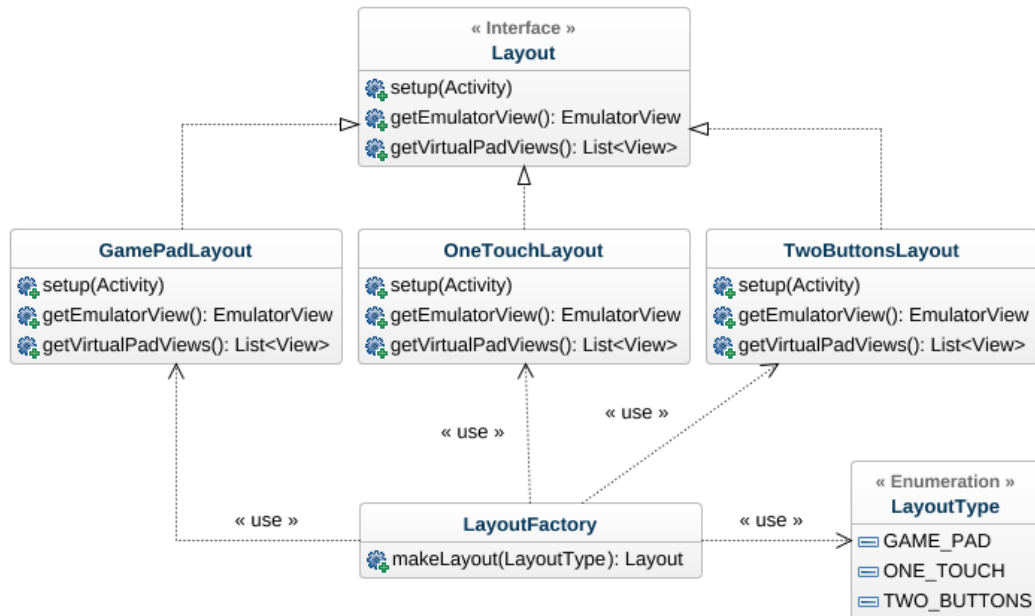 « Interface »
Layout
setup(Activity)
getEmulatorView(): EmulatorView
getVirtualPadViews(): List<View>
GamePadLayout
setup(Activity)
getEmulatorView(): EmulatorView
getVirtualPadViews(): List<View>
OneTouchLayout
setup(Activity)
getEmulatorView(): EmulatorView
getVirtualPadViews(): List<View>
TwoButtonsLayout
setup(Activity)
getEmulatorView(): EmulatorView
getVirtualPadViews(): List<View>
« use »
« use »
« use »
LayoutFactory
makeLayout(LayoutType): Layout
« use »
« Enumeration »
LayoutType
GAME_PAD
ONE_TOUCH
TWO_BUTTONS